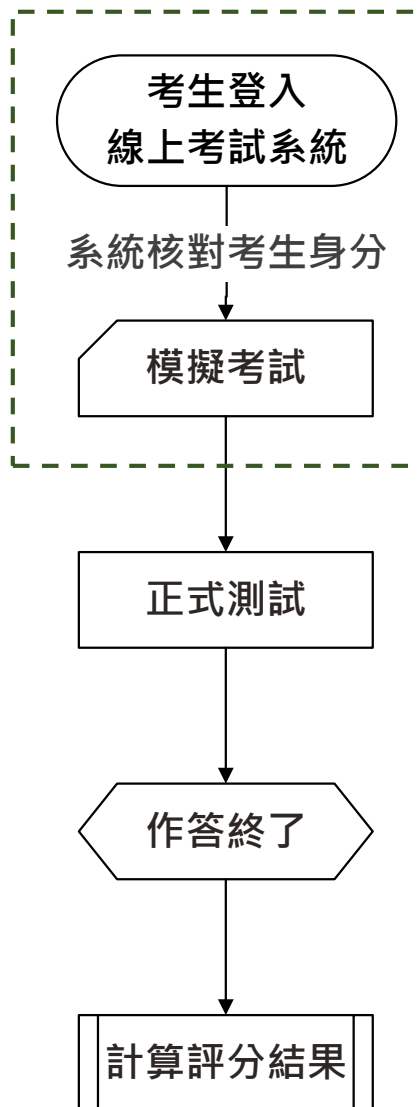 考生登入
線上考試系統
系統核對考生身分
模擬考試
正式測試
作答終了
計算評分結果